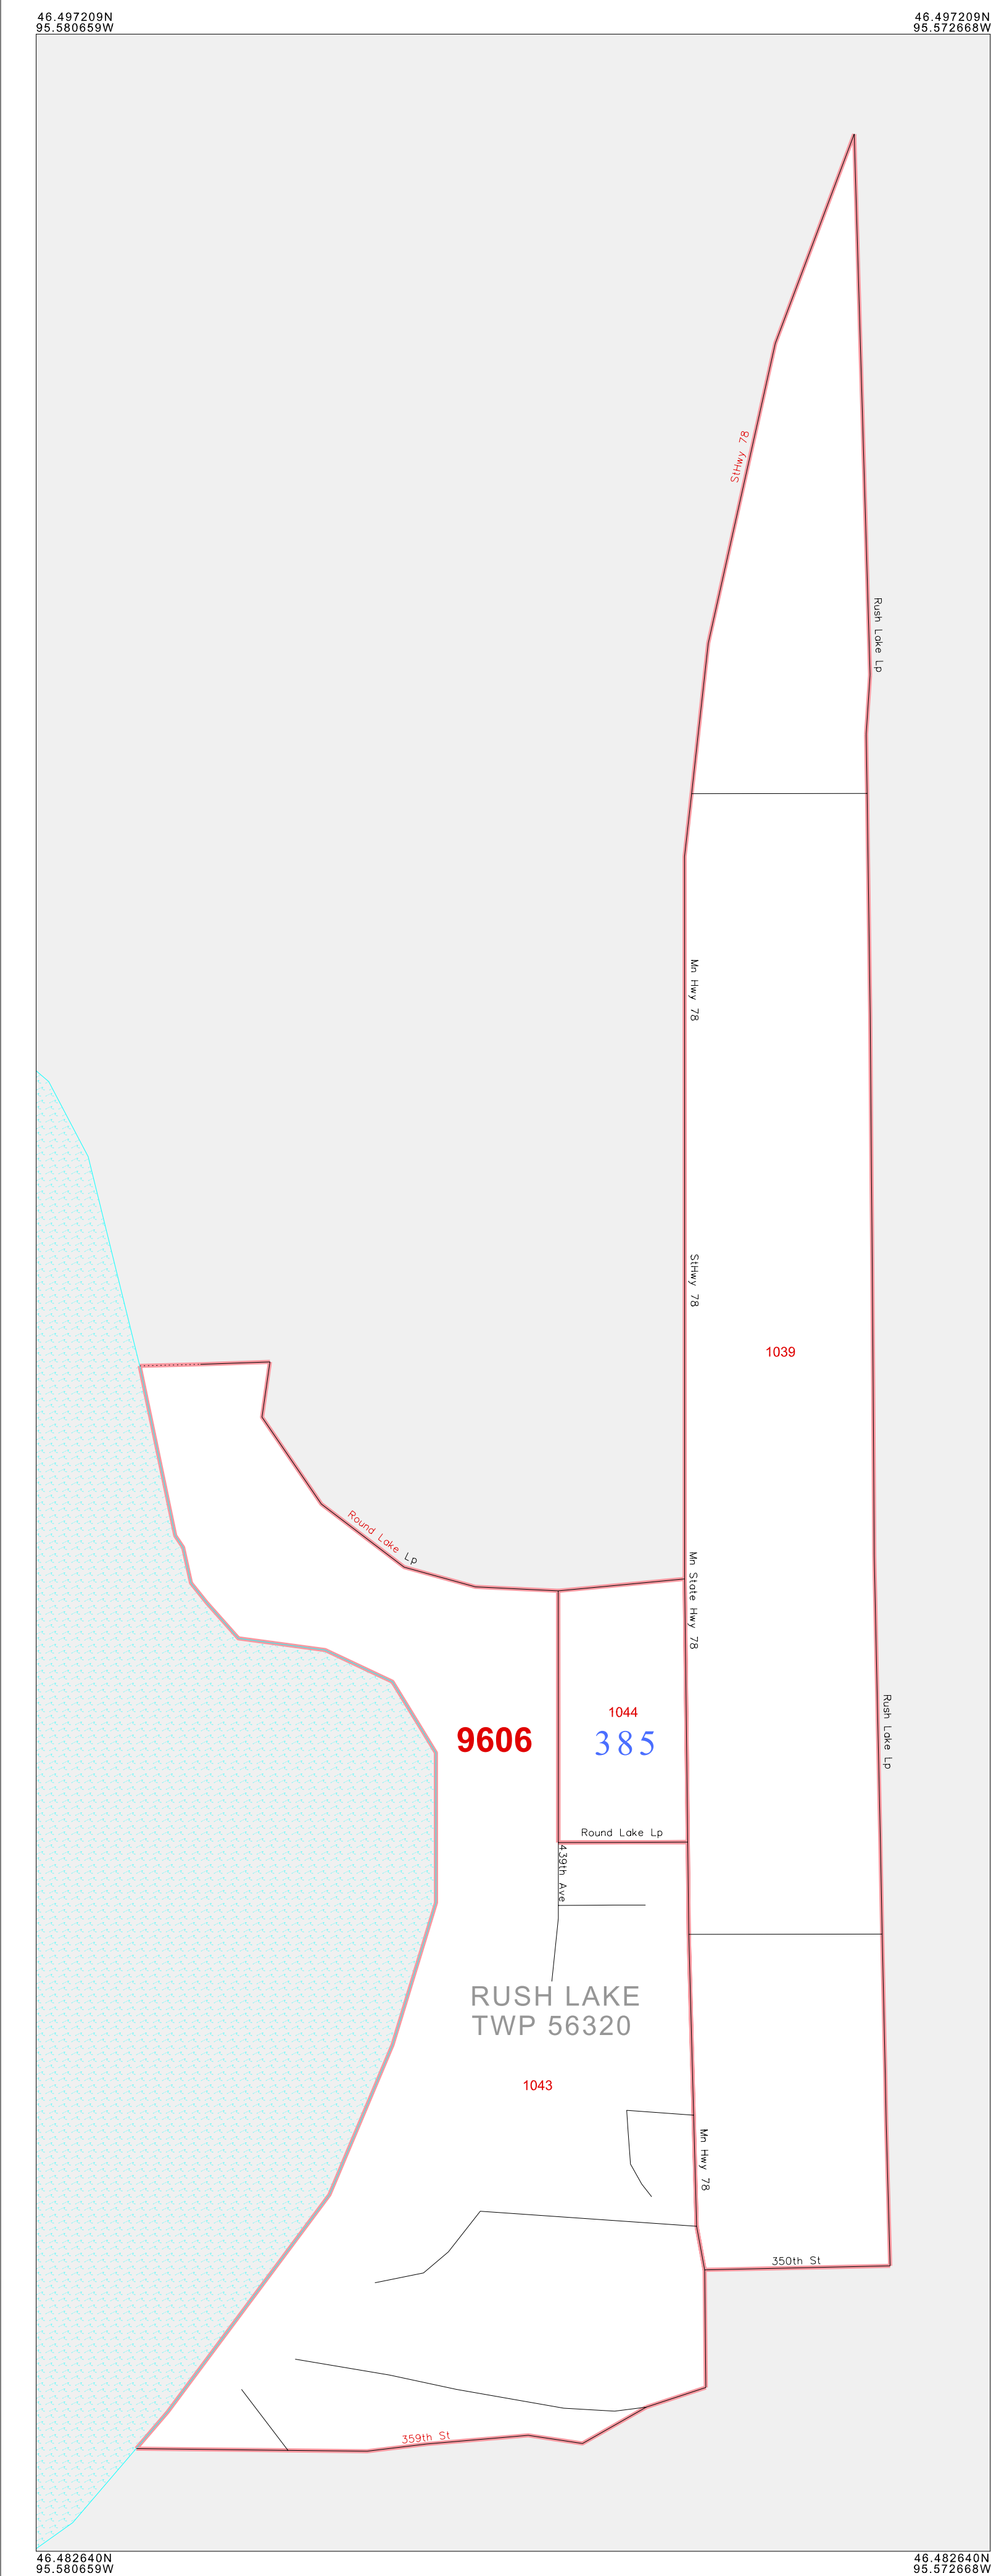 46.497209N
95.580659W
46.497209N
95.572668W
StHwy 78
Rush Lake Lp
Mn Hwy 78
StHwy 78
1039
Round Lake Lp
Mn State Hwy 78
Rush Lake Lp
1044
9606
385
Round Lake Lp
439th Ave
RUSH LAKE
TWP 56320
1043
Mn Hwy 78
350th St
359th St
46.482640N
95.580659W
46.482640N
95.572668W